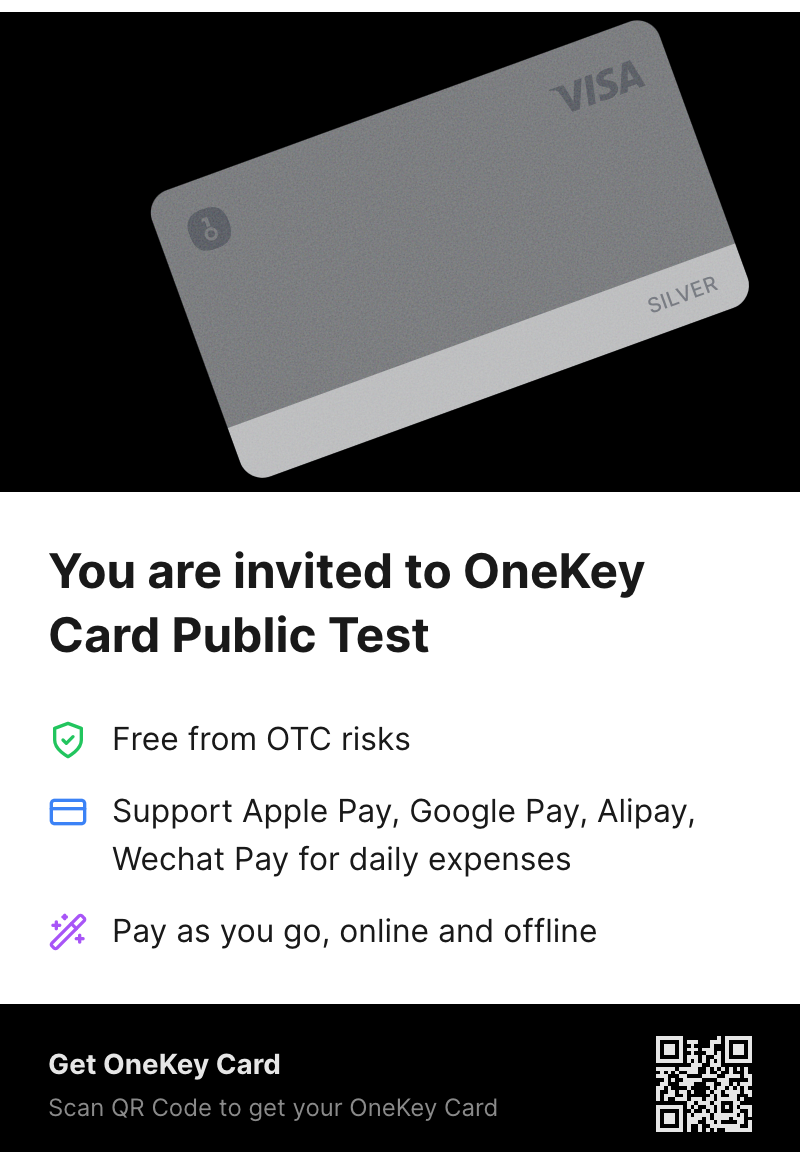 VISA
SILVER
You are invited to OneKey
Card Public Test
Free from OTC risks
Support Apple Pay, Google Pay, Alipay,
Wechat Pay for daily expenses
Pay as you go, online and offline
Get OneKey Card
Scan QR Code to get your OneKey Card